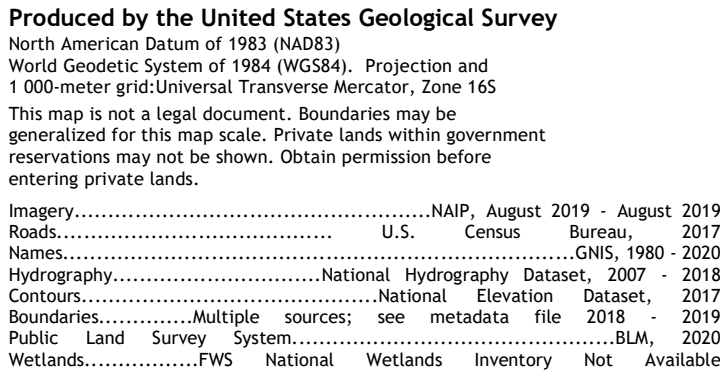 Produced by the United States Geological Survey
North American Datum of 1983 (NAD83)
World Geodetic System of 1984 (WGS84).  Projection and
1 000-meter grid:Universal Transverse Mercator, Zone 16S
This map is not a legal document. Boundaries may be
generalized for this map scale. Private lands within government
reservations may not be shown. Obtain permission before
entering private lands.
Imagery.....................................................NAIP, August 2019 - August 2019
Roads......................................... U.S. Census Bureau, 2017
Names.............................................................................GNIS, 1980 - 2020
Hydrography...............................National Hydrography Dataset, 2007 - 2018
Contours............................................National Elevation Dataset, 2017
Boundaries..............Multiple sources; see metadata file 2018 - 2019
Public Land Survey System................................................BLM, 2020
Wetlands.................FWS National Wetlands Inventory Not Available